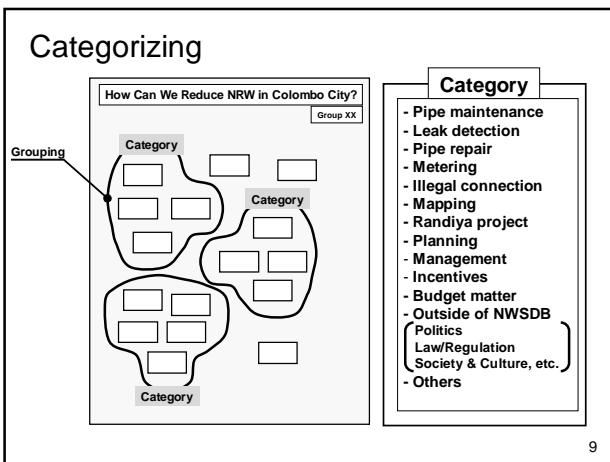 Categorizing
How Can We Reduce NRW in Colombo City?
Group XX
Category
Grouping
Category
Category
Category
- Pipe maintenance
- Leak detection
- Pipe repair
- Metering
- Illegal connection
- Mapping
- Randiya project
- Planning
- Management
- Incentives
- Budget matter
- Outside of NWSDB
Politics
Law/Regulation
Society & Culture, etc.
- Others
9